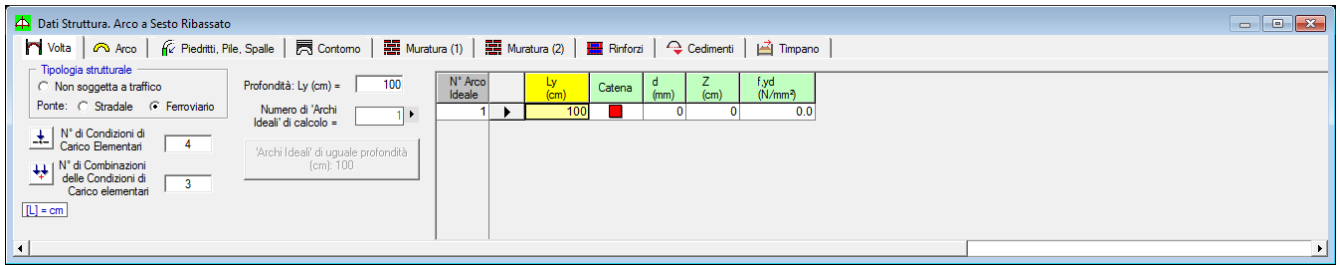 Dati Struttura. Arco a Sesto Ribassato
Volta Arco Piedritti, Pile, Spalle Contorno Muratura (1) Muratura (2) Rinforzi Cedimenti Timpano
Tipologia strutturale
Non soggetta a traffico
Ponte: Stradale Ferroviario
N° di Condizioni di
Carico Elementari
4
N° di Combinazioni
delle Condizioni di
Carico elementari
3
[L] = cm
Profondità: Ly (cm) = 100
Numero di 'Archi
Ideali' di calcolo =
1
'Archi Ideali' di uguale profondità
(cm): 100
N° Arco Ideale Ly (cm) Catena d (mm) Z (cm) f,yd (N/mm²)
1 100 0 0 0.0